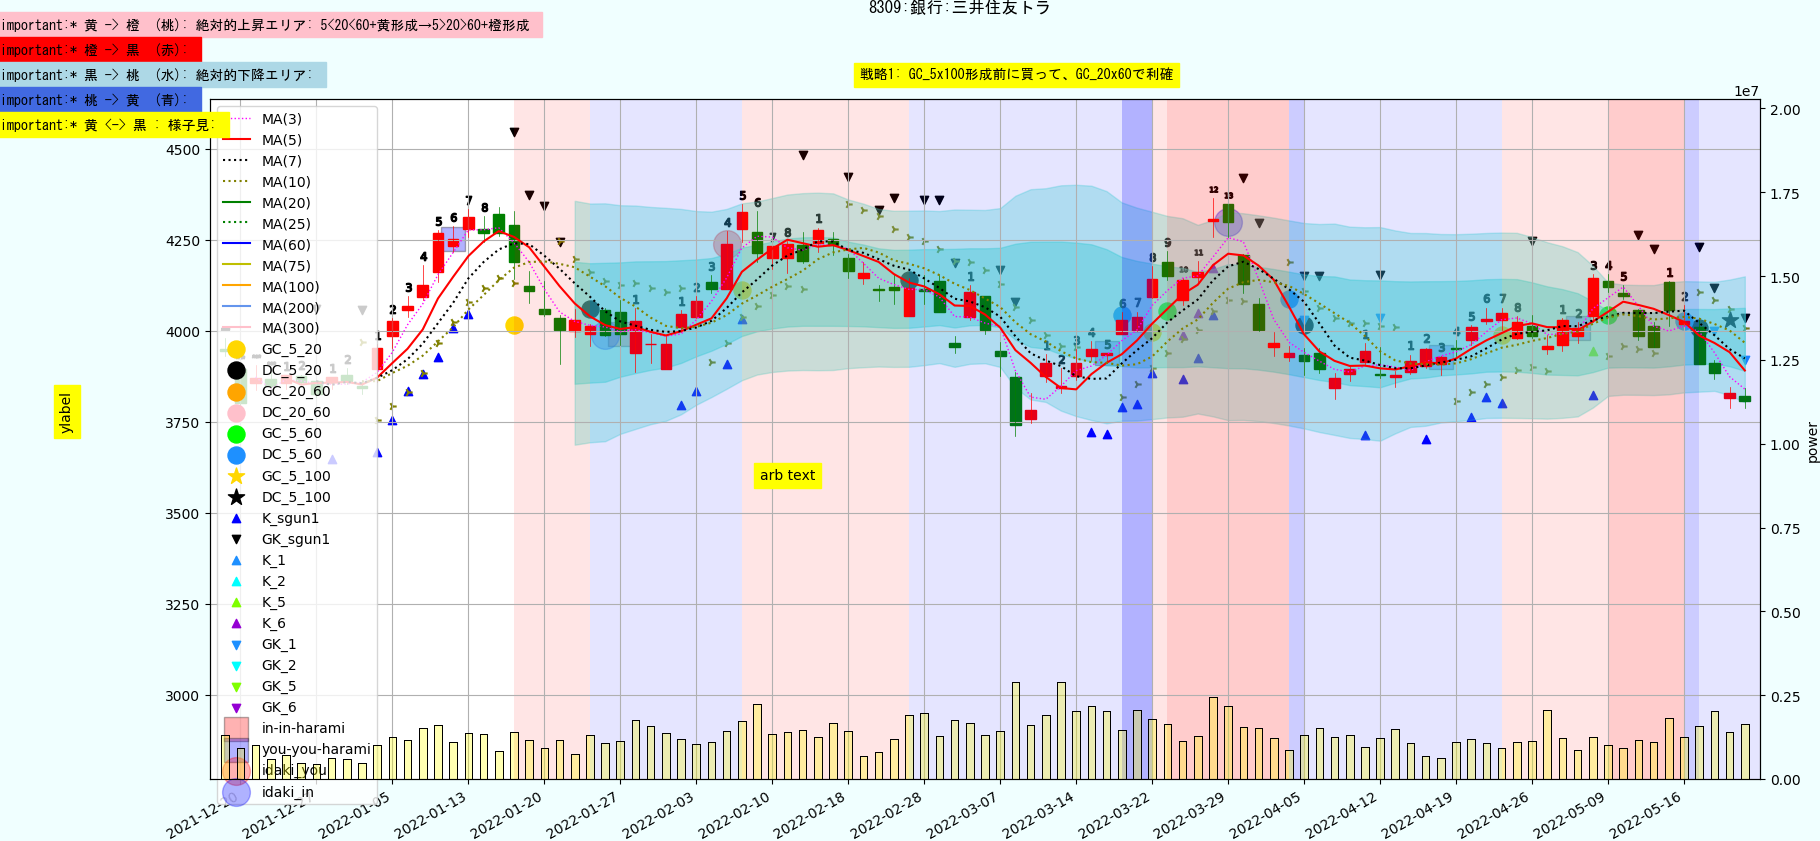 8309:銀行:三井住友トラ
important:* 黄 -> 橙 （桃）: 絶対的上昇エリア: 5<20<60+黄形成→5>20>60+橙形成
important:* 橙 -> 黒 （赤）:
important:* 黒 -> 桃 （水）: 絶対的下降エリア:
important:* 桃 -> 黄 （青）:
important:* 黄 <-> 黒 : 様子見:
戦略1: GC_5x100形成前に買って、GC_20x60で利確
1e7
MA(3)
MA(5)
MA(7)
MA(10)
MA(20)
MA(25)
MA(60)
MA(75)
MA(100)
MA(200)
MA(300)
GC_5_20
DC_5_20
GC_20_60
DC_20_60
GC_5_60
DC_5_60
GC_5_100
DC_5_100
K_sgun1
GK_sgun1
K_1
K_2
K_5
K_6
GK_1
GK_2
GK_5
GK_6
in-in-harami
you-you-harami
idaki_you
idaki_in
4500
4250
4000
3750
3500
3250
3000
ylabel
arb text
2.00
1.75
1.50
1.25
1.00
0.75
0.50
0.25
0.00
power
2022-01-05
2022-01-13
2022-01-20
2022-01-27
2022-02-03
2022-02-10
2022-02-18
2022-02-28
2022-03-07
2022-03-14
2022-03-22
2022-03-29
2022-04-05
2022-04-12
2022-04-19
2022-04-26
2022-05-09
2022-05-16